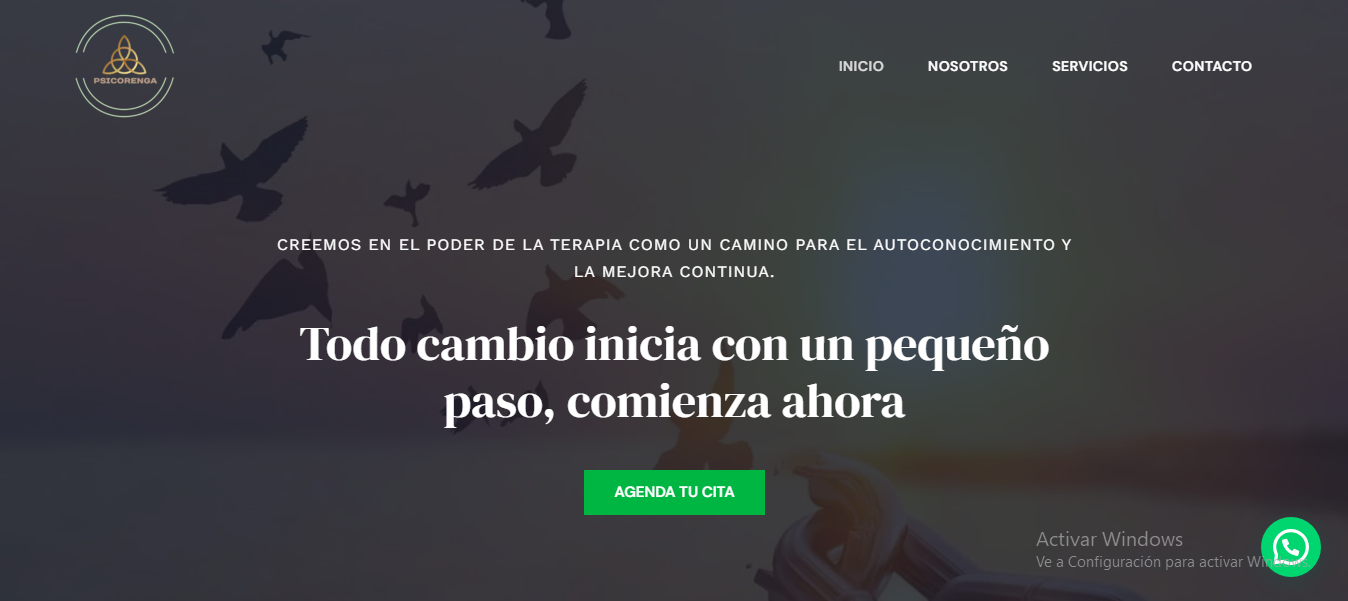 PSICORENGA
INICIO NOSOTROS SERVICIOS CONTACTO
CREEMOS EN EL PODER DE LA TERAPIA COMO UN CAMINO PARA EL AUTOCONOCIMIENTO Y
LA MEJORA CONTINUA.
Todo cambio inicia con un pequeño
paso, comienza ahora
AGENDA TU CITA
Activar Windows
Ve a Configuración para activar Windows.